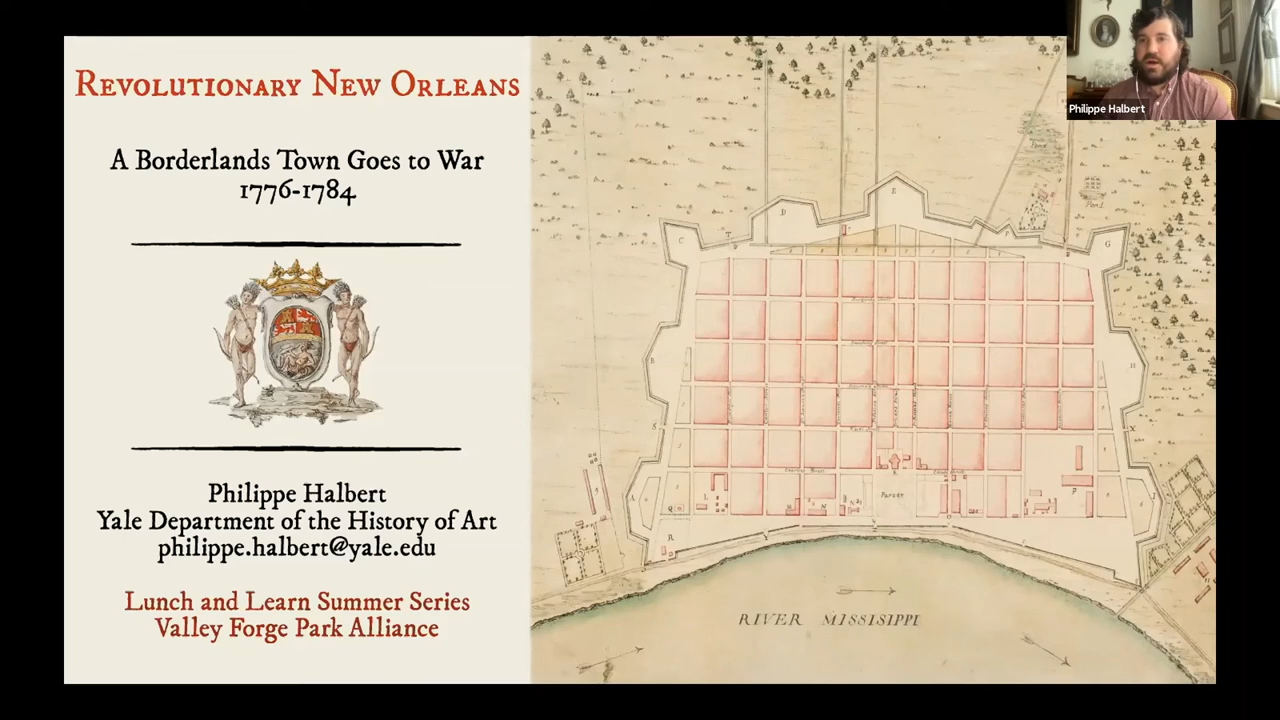 Revolutionary New Orleans
A Borderlands Town Goes to War
1776-1784
Philippe Halbert
Yale Department of the History of Art
philippe.halbert@yale.edu
Lunch and Learn Summer Series
Valley Forge Park Alliance
Philippe Halbert
E
D
C
T
G
B
H
S
X
A
I
Parade
L
P
Q
R
RIVER MISSISIPPI